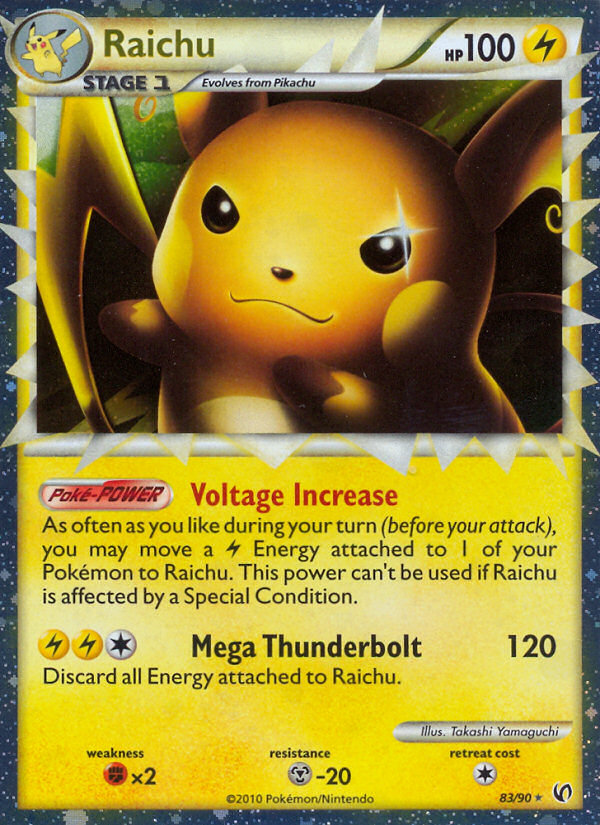 Raichu
HP100
STAGE 1
Evolves from Pikachu
Poké-POWER Voltage Increase
As often as you like during your turn (before your attack),
you may move a Energy attached to 1 of your
Pokémon to Raichu. This power can't be used if Raichu
is affected by a Special Condition.
Mega Thunderbolt 120
Discard all Energy attached to Raichu.
Illus. Takashi Yamaguchi
weakness resistance retreat cost
x2 -20
©2010 Pokémon/Nintendo 83/90